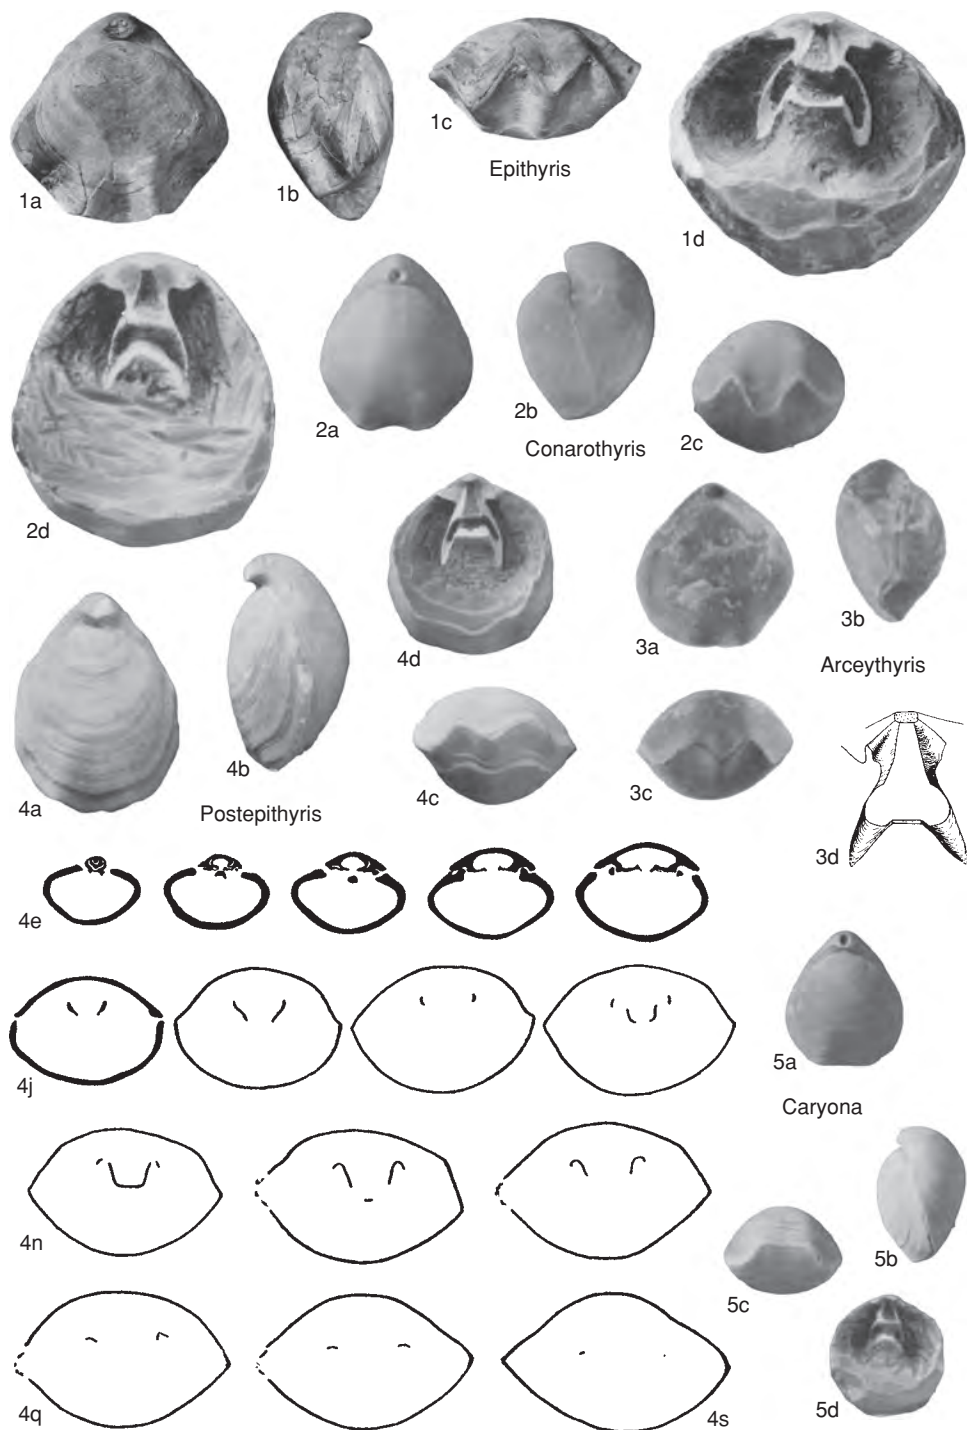 1a
1b
1c
Epithyris
1d
2a
2b
Conarothyris
2c
2d
4a
4b
Postepithyris
4d
4c
3a
3b
Arceythyris
3c
3d
4e
4j
5a
Caryona
4n
5b
5c
4q
4s
5d